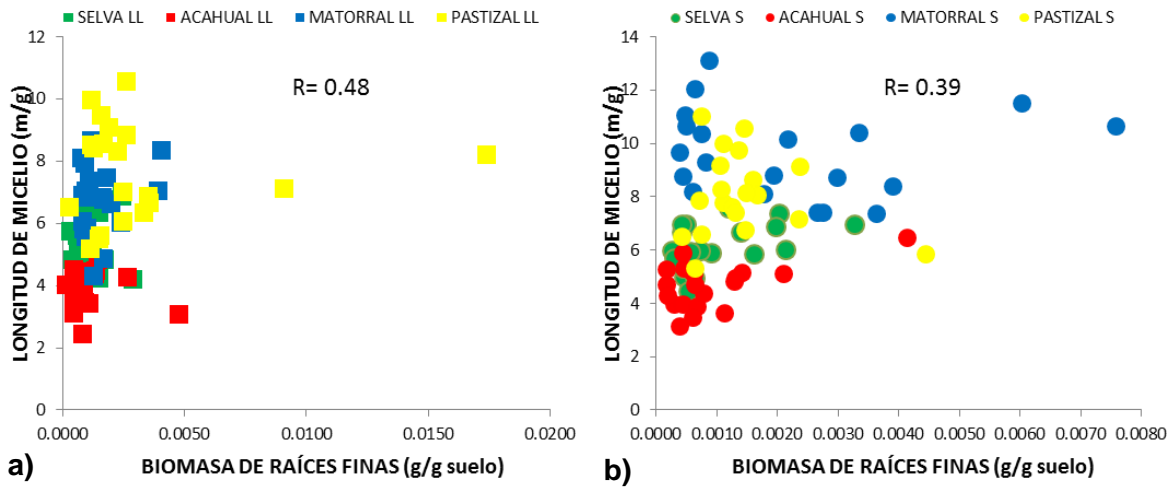 SELVA LL ACAHUAL LL MATORRAL LL PASTIZAL LL
12
10
8
6
4
2
0
LONGITUD DE MICELIO (m/g)
R= 0.48
0.0000 0.0050 0.0100 0.0150 0.0200
BIOMASA DE RAÍCES FINAS (g/g suelo)
a)
SELVA S ACAHUAL S MATORRAL S PASTIZAL S
14
12
10
8
6
4
2
0
LONGITUD DE MICELIO (m/g)
R= 0.39
0.0000 0.0010 0.0020 0.0030 0.0040 0.0050 0.0060 0.0070 0.0080
BIOMASA DE RAÍCES FINAS (g/g suelo)
b)